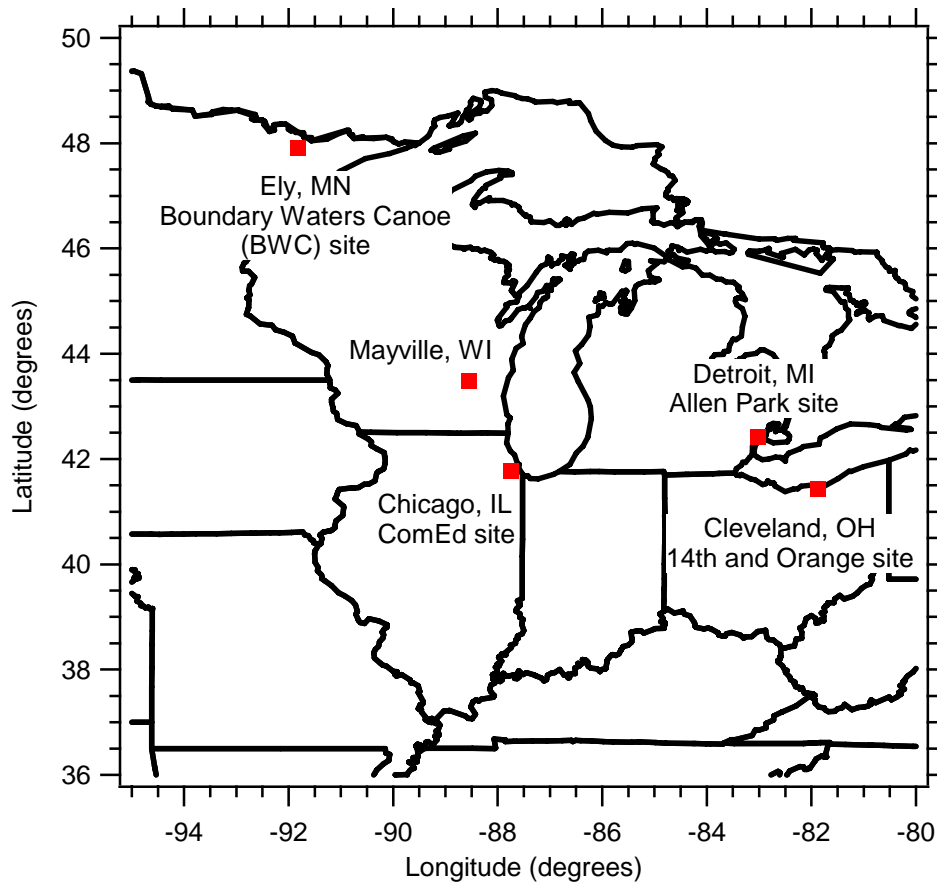 50
48
46
44
42
40
38
36
Latitude (degrees)
Ely, MN
Boundary Waters Canoe
(BWC) site
Mayville, WI
Detroit, MI
Allen Park site
Chicago, IL
ComEd site
Cleveland, OH
14th and Orange site
-94
-92
-90
-88
-86
-84
-82
-80
Longitude (degrees)